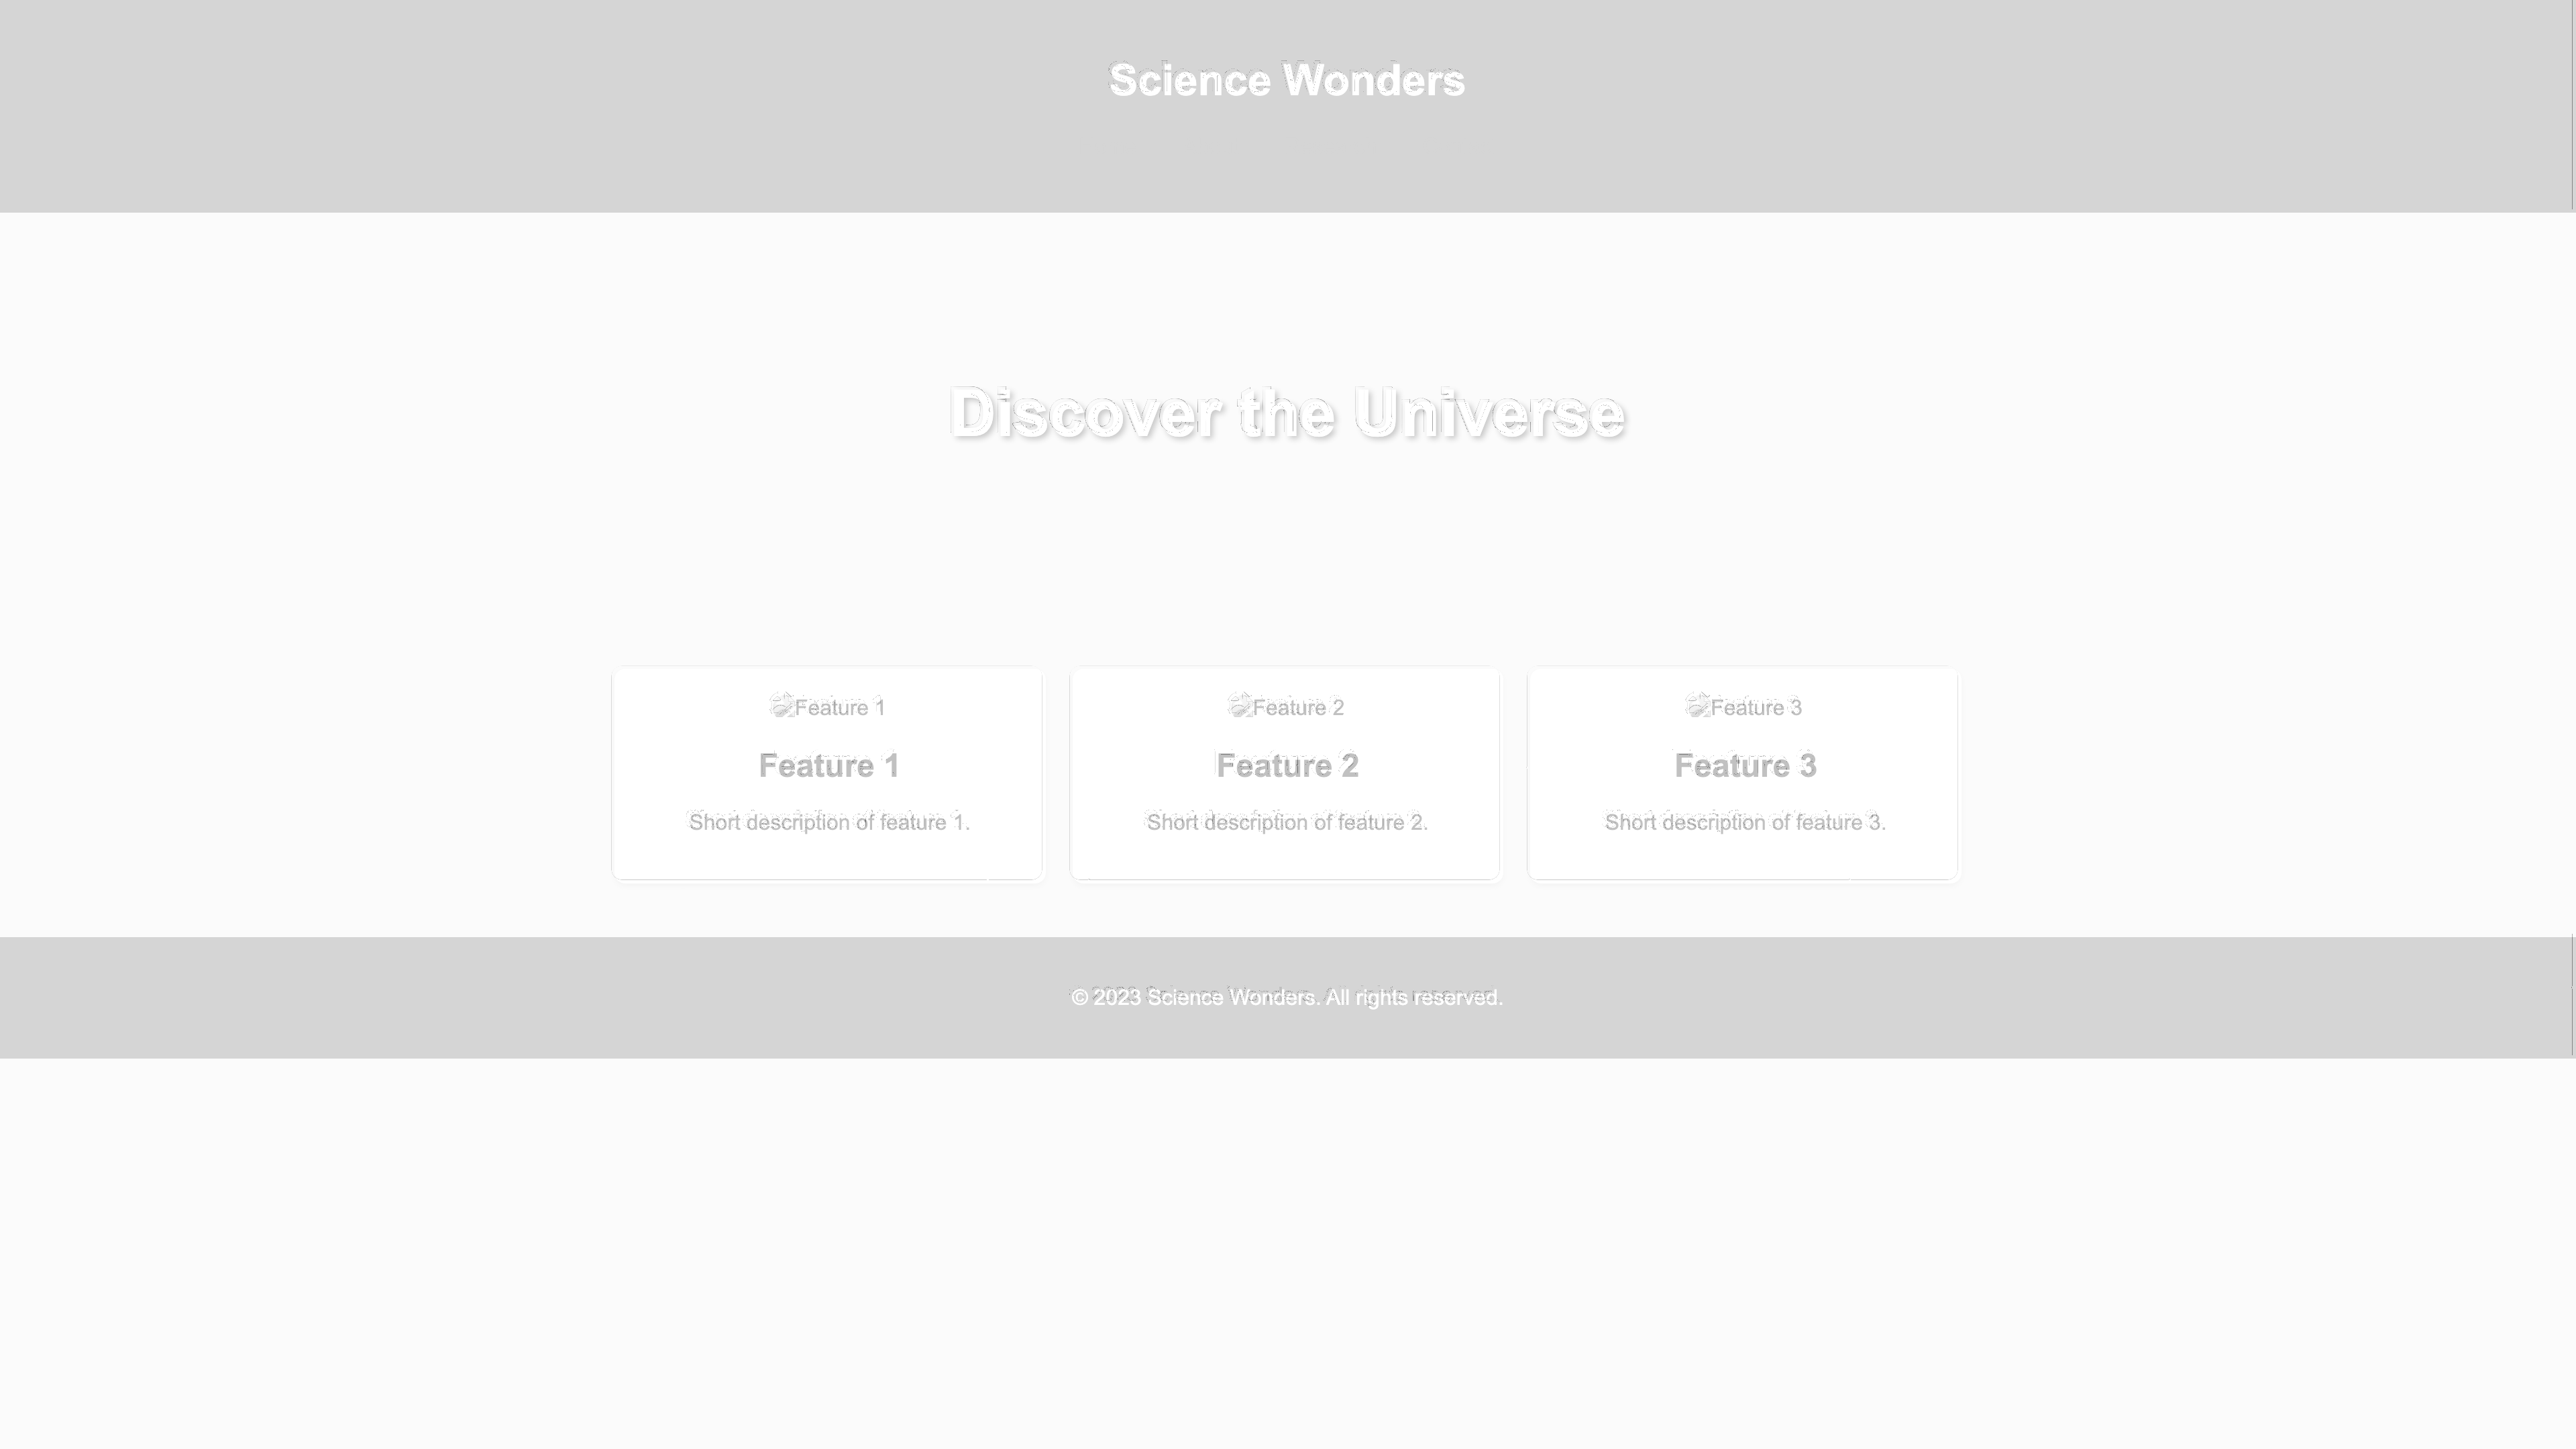 Science Wonders
Discover the Universe
Feature 1
Feature 1
Short description of feature 1.
Feature 2
Feature 2
Short description of feature 2.
Feature 3
Feature 3
Short description of feature 3.
© 2023 Science Wonders. All rights reserved.